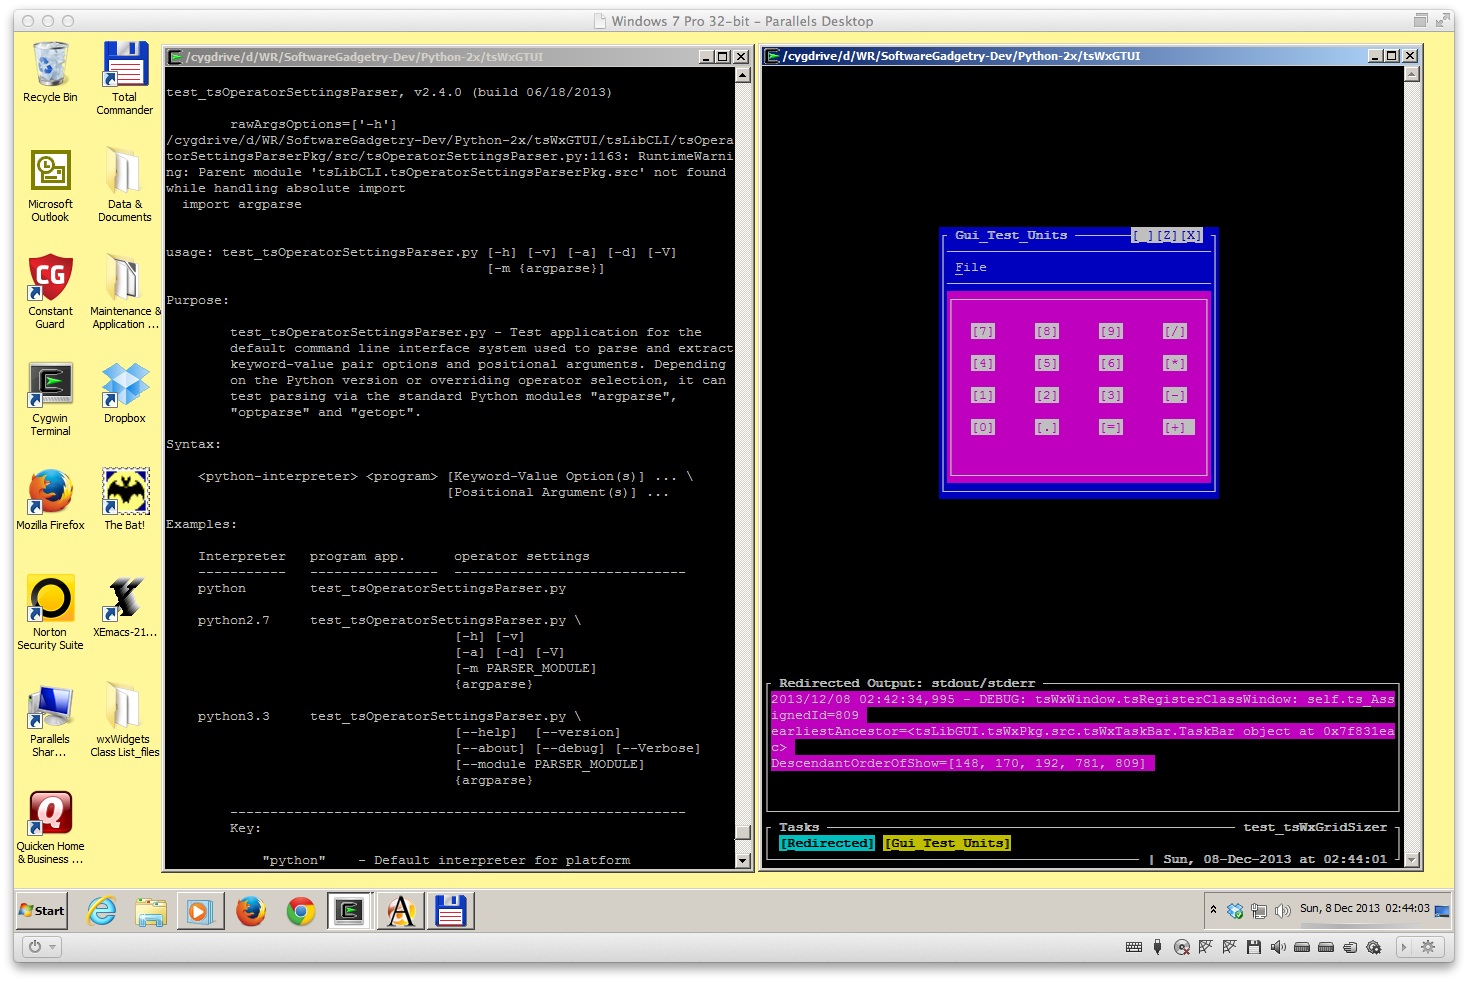 Windows 7 Pro 32-bit - Parallels Desktop
Recycle Bin
Total Commander
Microsoft Outlook
Data & Documents
Constant Guard
Maintenance & Application ...
Cygwin Terminal
Dropbox
Mozilla Firefox
The Bat!
Norton Security Suite
XEmacs-21...
Parallels Shar...
wxWidgets Class List_files
Quicken Home & Business ...
/cygdrive/d/WR/SoftwareGadgetry-Dev/Python-2x/tsWxGTUI
test_tsOperatorSettingsParser, v2.4.0 (build 06/18/2013)
rawArgsOptions=['-h']
/cygdrive/d/WR/SoftwareGadgetry-Dev/Python-2x/tsWxGTUI/tsLibCLI/tsOpera
torSettingsParserPkg/src/tsOperatorSettingsParser.py:1163: RuntimeWarni
ng: Parent module 'tsLibCLI.tsOperatorSettingsParserPkg.src' not found
while handling absolute import
import argparse
usage: test_tsOperatorSettingsParser.py [-h] [-v] [-a] [-d] [-V]
[-m {argparse}]
Purpose:
test_tsOperatorSettingsParser.py - Test application for the
default command line interface system used to parse and extract
keyword-value pair options and positional arguments. Depending
on the Python version or overriding operator selection, it can
test parsing via the standard Python modules "argparse",
"optparse" and "getopt".
Syntax:
<python-interpreter> <program> [Keyword-Value Option(s)] ... \
[Positional Argument(s)] ...
Examples:
Interpreter program app. operator settings
----------- ---------------- -----------------------------
python test_tsOperatorSettingsParser.py
python2.7 test_tsOperatorSettingsParser.py \
[-h] [-v]
[-a] [-d] [-V]
[-m PARSER_MODULE]
{argparse}
python3.3 test_tsOperatorSettingsParser.py \
[--help] [--version]
[--about] [--debug] [--Verbose]
[--module PARSER_MODULE]
{argparse}
---------------------------------------------------------
Key:
"python" - Default interpreter for platform
/cygdrive/d/WR/SoftwareGadgetry-Dev/Python-2x/tsWxGTUI
Gui_Test_Units [_][Z][X]
File
[7] [8] [9] [/]
[4] [5] [6] [*]
[1] [2] [3] [-]
[0] [.] [=] [+]
Redirected Output: stdout/stderr
2013/12/08 02:42:34,995 - DEBUG: tsWxWindow.tsRegisterClassWindow: self.ts_Ass
ignedId=809
earliestAncestor=<tsLibGUI.tsWxPkg.src.tsWxTaskBar.TaskBar object at 0x7f831ea
c>
DescendantOrderOfShow=[148, 170, 192, 781, 809]
Tasks test_tsWxGridSizer
[Redirected] [Gui_Test_Units]
| Sun, 08-Dec-2013 at 02:44:01
Start
Sun, 8 Dec 2013 02:44:03